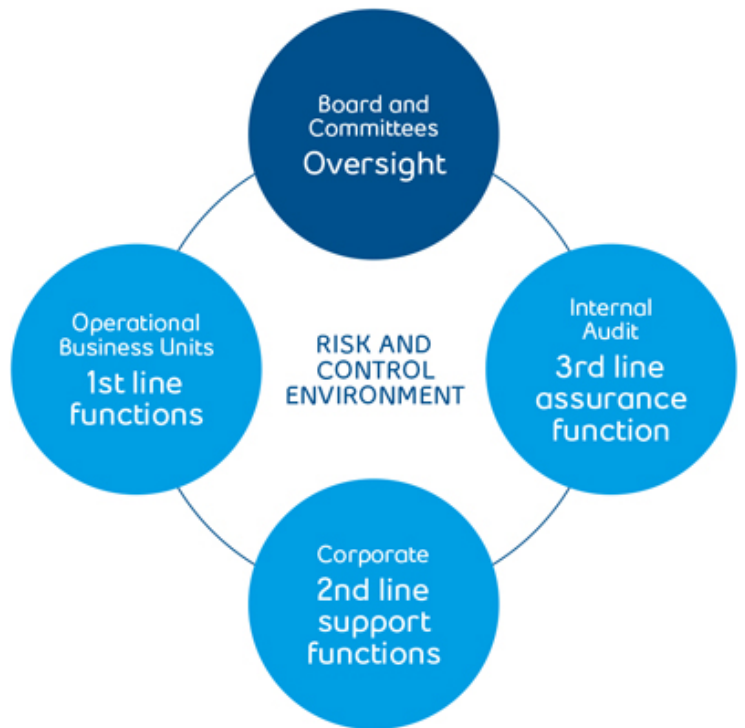 Board and
Committees
Oversight
Operational
Business Units
1st line
functions
RISK AND
CONTROL
ENVIRONMENT
Internal
Audit
3rd line
assurance
function
Corporate
2nd line
support
functions